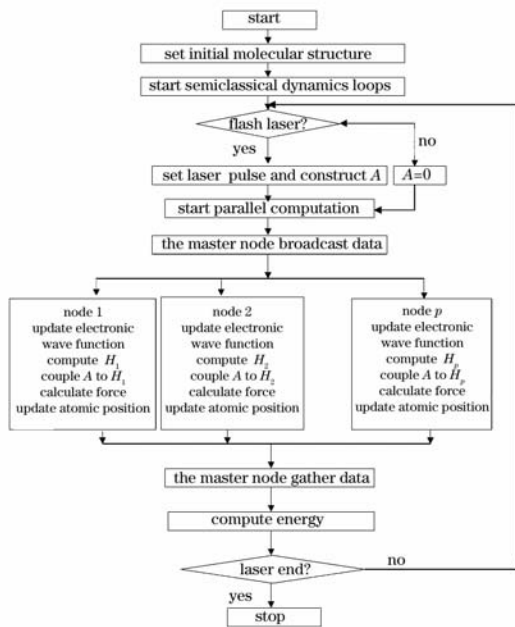 start
set initial molecular structure
start semiclassical dynamics loops
flash laser?
no
yes
set laser pulse and construct A
A=0
start parallel computation
the master node broadcast data
node 1
update electronic
wave function
compute H₁
couple A to H₁
calculate force
update atomic position
node 2
update electronic
wave function
compute H₂
couple A to H₂
calculate force
update atomic position
node p
update electronic
wave function
compute Hₚ
couple A to Hₚ
calculate force
update atomic position
the master node gather data
compute energy
laser end?
no
yes
stop